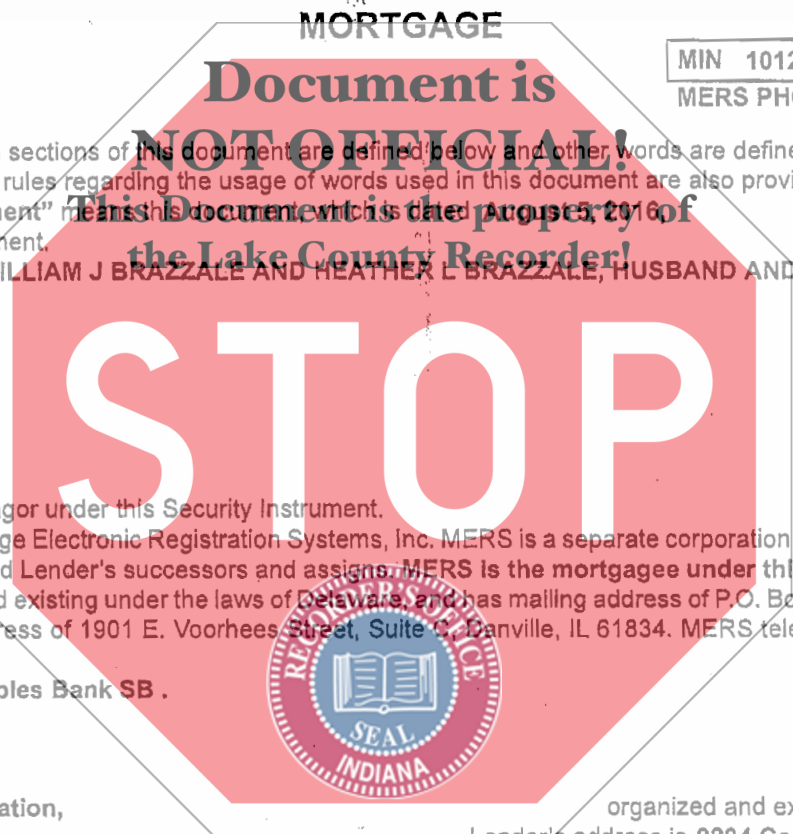 MORTGAGE
MIN 1012
MERS PH
Document is
NOT OFFICIAL!
This Document is the property of
the Lake County Recorder!
sections of this document are defined below and other words are define
rules regarding the usage of words used in this document are also provi
ent" means this document, which is dated August 5, 2016,
ment.
ILLIAM J BRAZZALE AND HEATHER L BRAZZALE, HUSBAND AND
STOP
gor under this Security Instrument.
ge Electronic Registration Systems, Inc. MERS is a separate corporation
d Lender's successors and assigns. MERS is the mortgagee under thi
d existing under the laws of Delaware, and has mailing address of P.O. Bo
ress of 1901 E. Voorhees Street, Suite C, Danville, IL 61834. MERS tele
ples Bank SB .
RECORDER'S OFFICE
SEAL
INDIANA
ation,
organized and ex
Lender's address is